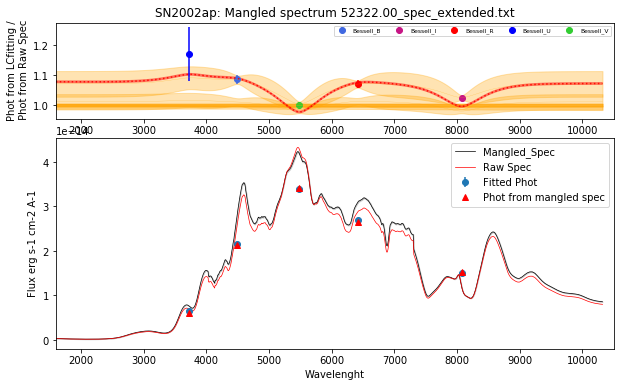 SN2002ap: Mangled spectrum 52322.00_spec_extended.txt
Phot from LCfitting /
Phot from Raw Spec
Bessell_B Bessell_I Bessell_R Bessell_U Bessell_V
1.2
1.1
1.0
2000 3000 4000 5000 6000 7000 8000 9000 10000
Flux erg s-1 cm-2 A-1
4
3
2
1
0
Mangled_Spec
Raw Spec
Fitted Phot
Phot from mangled spec
2000 3000 4000 5000 6000 7000 8000 9000 10000
Wavelenght